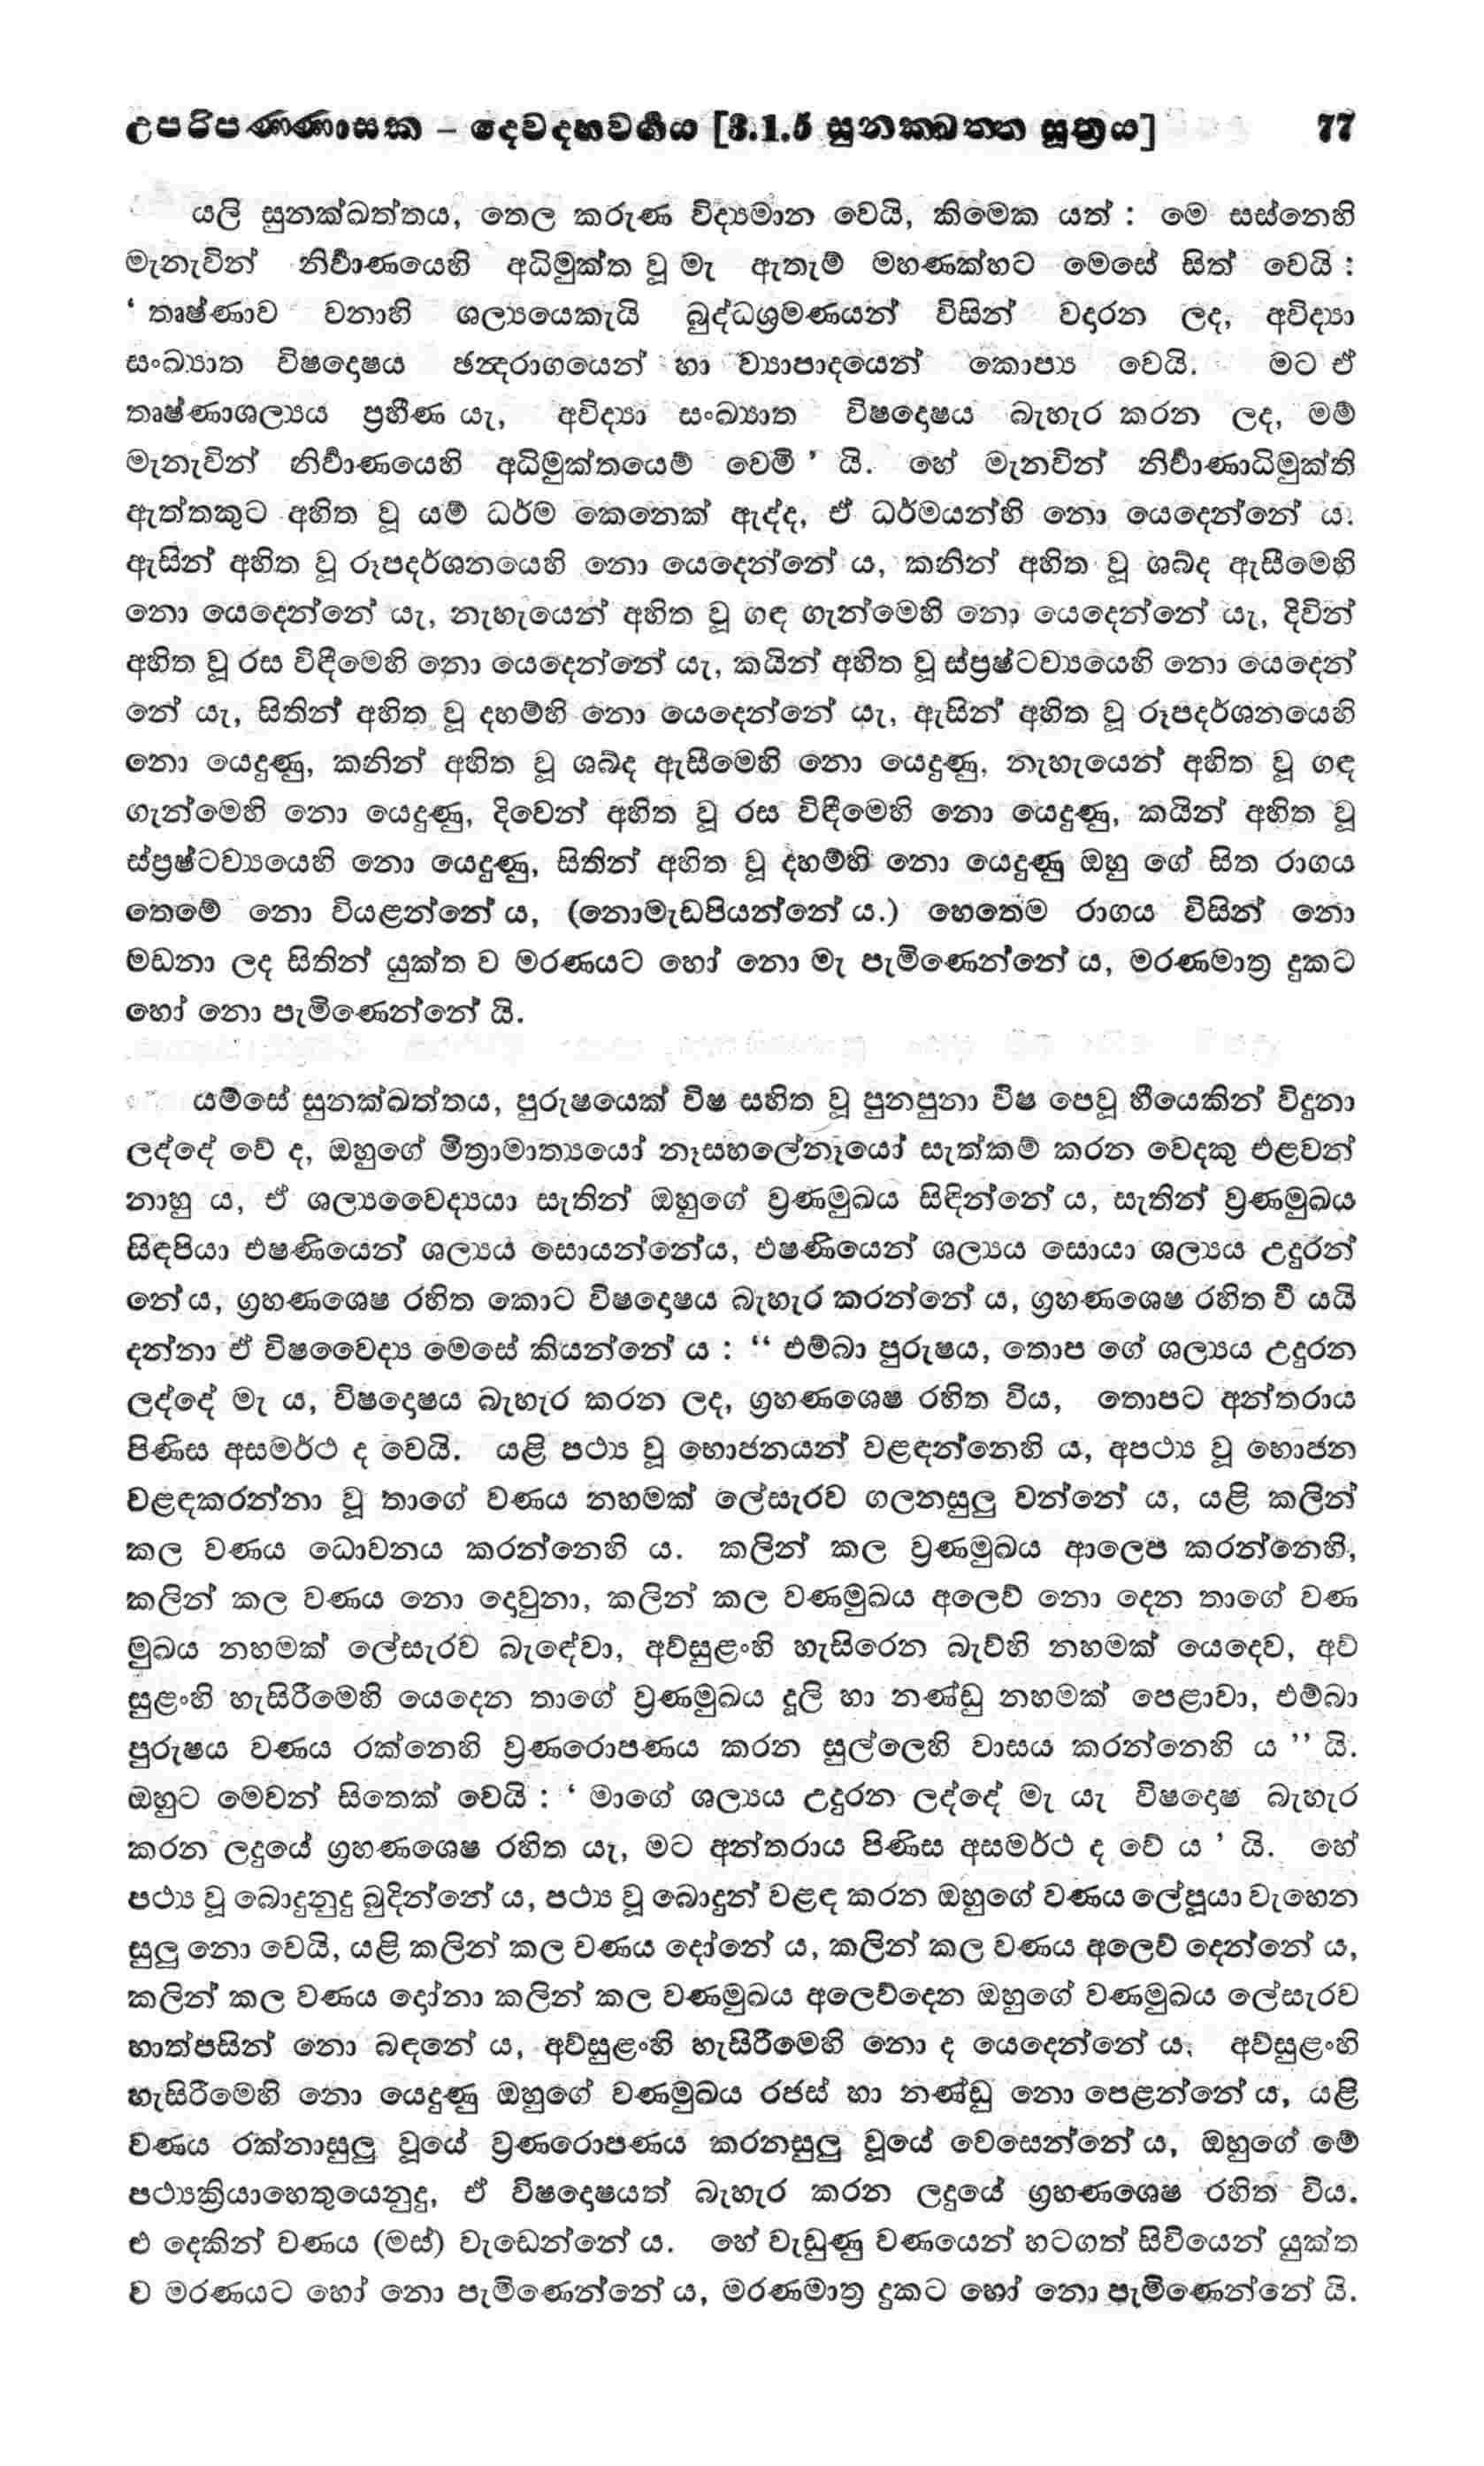 උපරිපණ්ණාසක – දෙවදහවර්ගය [3.1.5 සුනක්ඛත්ත සූත්‍රය] 77
යලි සුනක්ඛත්තය, තෙල කරුණ විද්‍යමාන වෙයි, කිමෙක යත් : මෙ සස්නෙහි
මැනැවින් නිර්වාණයෙහි අධිමුක්ත වූ මැ ඇතැම් මහණක්හට මෙසේ සිත් වෙයි :
‘ තෘෂ්ණාව වනාහි ශල්‍යයෙකැයි බුද්ධශ්‍රමණයන් විසින් වදාරන ලද, අවිද්‍යා
සංඛ්‍යාත විෂදොෂය ඡන්‍දරාගයෙන් හා ව්‍යාපාදයෙන් කොප්‍ය වෙයි. මට ඒ
තෘෂ්ණාශල්‍යය ප්‍රහීණ යැ, අවිද්‍යා සංඛ්‍යාත විෂදොෂය බැහැර කරන ලද, මම්
මැනැවින් නිර්වාණයෙහි අධිමුක්තයෙම් වෙමි ’ යි. හේ මැනවින් නිර්වාණාධිමුක්ති
ඇත්තකුට අහිත වූ යම් ධර්ම කෙනෙක් ඇද්ද, ඒ ධර්මයන්හි නො යෙදෙන්නේ ය.
ඇසින් අහිත වූ රූපදර්ශනයෙහි නො යෙදෙන්නේ ය, කනින් අහිත වූ ශබ්ද ඇසීමෙහි
නො යෙදෙන්නේ යැ, නැහැයෙන් අහිත වූ ගඳ ගැන්මෙහි නො යෙදෙන්නේ යැ, දිවින්
අහිත වූ රස විඳීමෙහි නො යෙදෙන්නේ යැ, කයින් අහිත වූ ස්ප්‍රෂ්ටව්‍යයෙහි නො යෙදෙන්
නේ යැ, සිතින් අහිත වූ දහම්හි නො යෙදෙන්නේ යැ, ඇසින් අහිත වූ රූපදර්ශනයෙහි
නො යෙදුණු, කනින් අහිත වූ ශබ්ද ඇසීමෙහි නො යෙදුණු, නැහැයෙන් අහිත වූ ගඳ
ගැන්මෙහි නො යෙදුණු, දිවෙන් අහිත වූ රස විඳීමෙහි නො යෙදුණු, කයින් අහිත වූ
ස්ප්‍රෂ්ටව්‍යයෙහි නො යෙදුණු, සිතින් අහිත වූ දහම්හි නො යෙදුණු ඔහු ගේ සිත රාගය
තෙමේ නො වියළන්නේ ය, (නොමැඩපියන්නේ ය.) හෙතෙම රාගය විසින් නො
මඩනා ලද සිතින් යුක්ත ව මරණයට හෝ නො මැ පැමිණෙන්නේ ය, මරණමාත්‍ර දුකට
හෝ නො පැමිණෙන්නේ යි.
යම්සේ සුනක්ඛත්තය, පුරුෂයෙක් විෂ සහිත වූ පුනපුනා විෂ පෙවූ හීයෙකින් විදුනා
ලද්දේ වේ ද, ඔහුගේ මිත්‍රාමාත්‍යයෝ නෑසහලේනෑයෝ සැත්කම් කරන වෙදකු එළවන්
නාහු ය, ඒ ශල්‍යවෛද්‍යයා සැතින් ඔහුගේ ව්‍රණමුඛය සිඳින්නේ ය, සැතින් ව්‍රණමුඛය
සිඳපියා එෂණියෙන් ශල්‍යය සොයන්නේය, එෂණියෙන් ශල්‍යය සොයා ශල්‍යය උදුරන්
නේ ය, ග්‍රහණශෙෂ රහිත කොට විෂදොෂය බැහැර කරන්නේ ය, ග්‍රහණශෙෂ රහිත වී යයි
දන්නා ඒ විෂවෛද්‍ය මෙසේ කියන්නේ ය : “ එම්බා පුරුෂය, තොප ගේ ශල්‍යය උදුරන
ලද්දේ මැ ය, විෂදොෂය බැහැර කරන ලද, ග්‍රහණශෙෂ රහිත විය, තොපට අන්තරාය
පිණිස අසමර්ථ ද වෙයි. යළි පථ්‍ය වූ භොජනයන් වළඳන්නෙහි ය, අපථ්‍ය වූ භොජන
වළඳකරන්නා වූ තාගේ වණය නහමක් ලේසැරව ගලනසුලු වන්නේ ය, යළි කලින්
කල වණය ධොවනය කරන්නෙහි ය. කලින් කල ව්‍රණමුඛය ආලෙප කරන්නෙහි,
කලින් කල වණය නො දෙවුනා, කලින් කල වණමුඛය අලෙව් නො දෙන තාගේ වණ
මුඛය නහමක් ලේසැරව බැඳේවා, අව්සුළංහි හැසිරෙන බැව්හි නහමක් යෙදෙව, අව්
සුළංහි හැසිරීමෙහි යෙදෙන තාගේ ව්‍රණමුඛය දූලි හා නණ්ඩු නහමක් පෙළාවා, එම්බා
පුරුෂය වණය රක්නෙහි ව්‍රණරොපණය කරන සුල්ලෙහි වාසය කරන්නෙහි ය ” යි.
ඔහුට මෙවන් සිතෙක් වෙයි : ‘ මාගේ ශල්‍යය උදුරන ලද්දේ මැ යැ විෂදොෂ බැහැර
කරන ලදුයේ ග්‍රහණශෙෂ රහිත යැ, මට අන්තරාය පිණිස අසමර්ථ ද වේ ය ’ යි. හේ
පථ්‍ය වූ බොදුනුදු බුදින්නේ ය, පථ්‍ය වූ බොදුන් වළඳ කරන ඔහුගේ වණය ලේපූයා වැහෙන
සුලු නො වෙයි, යළි කලින් කල වණය දෝනේ ය, කලින් කල වණය අලෙව් දෙන්නේ ය,
කලින් කල වණය දෝනා කලින් කල වණමුඛය අලෙව්දෙන ඔහුගේ වණමුඛය ලේසැරව
හාත්පසින් නො බඳනේ ය, අව්සුළංහි හැසිරීමෙහි නො ද යෙදෙන්නේ ය, අව්සුළංහි
හැසිරීමෙහි නො යෙදුණු ඔහුගේ වණමුඛය රජස් හා නණ්ඩු නො පෙළන්නේ ය, යළි
වණය රක්නාසුලු වූයේ ව්‍රණරොපණය කරනසුලු වූයේ වෙසෙන්නේ ය, ඔහුගේ මේ
පථ්‍යක්‍රියාහෙතුයෙනුදු, ඒ විෂදොෂයත් බැහැර කරන ලදුයේ ග්‍රහණශෙෂ රහිත විය.
එ දෙකින් වණය (මස්) වැඩෙන්නේ ය. හේ වැඩුණු වණයෙන් හටගත් සිවියෙන් යුක්ත
ව මරණයට හෝ නො පැමිණෙන්නේ ය, මරණමාත්‍ර දුකට හෝ නො පැමිණෙන්නේ යි.